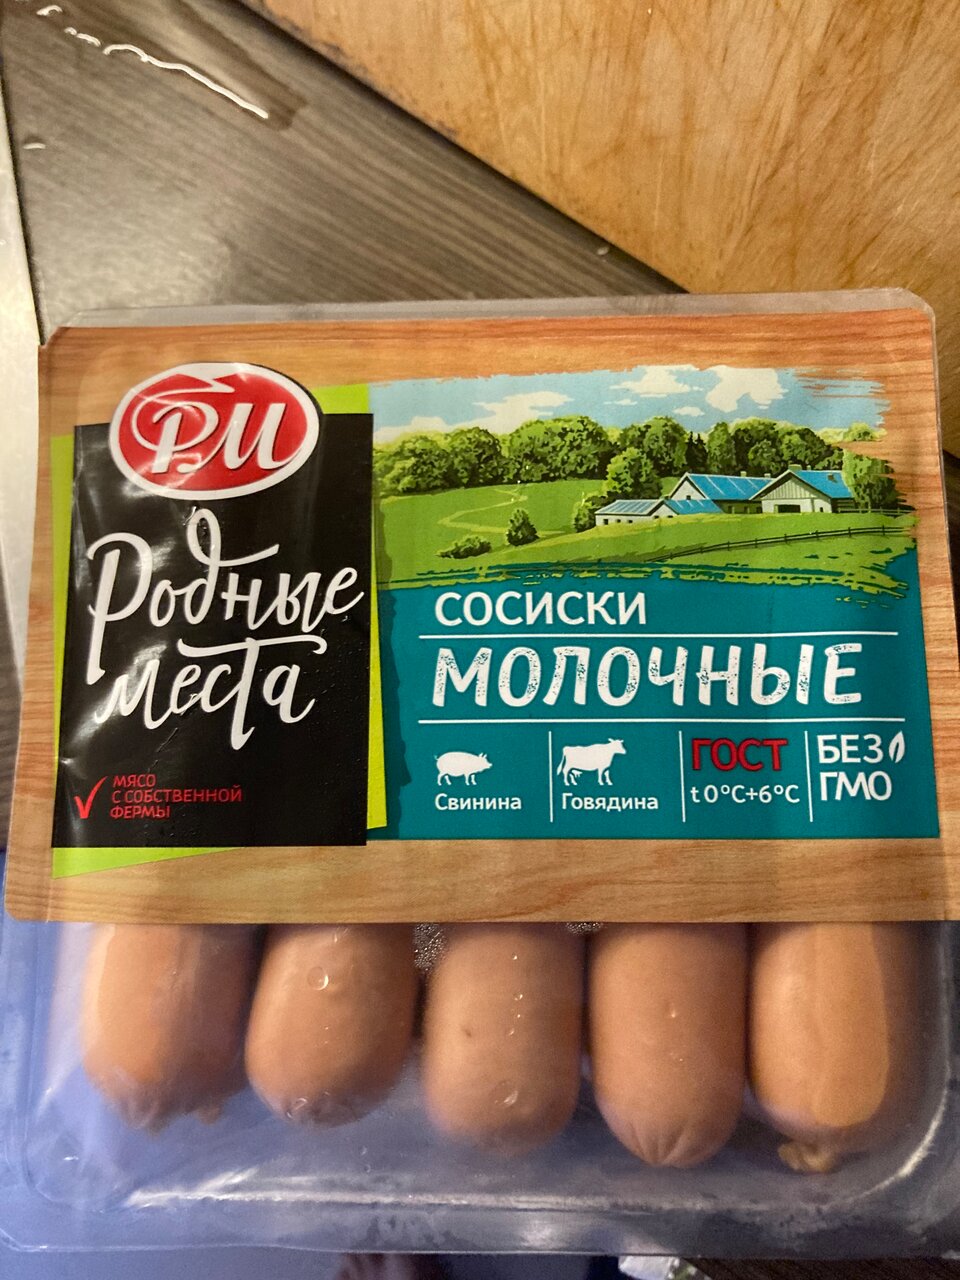 РМ
Родные
места
МЯСО
С СОБСТВЕННОЙ
ФЕРМЫ
СОСИСКИ
МОЛОЧНЫЕ
Свинина
Говядина
ГОСТ
t 0°C+6°C
БЕЗ
ГМО